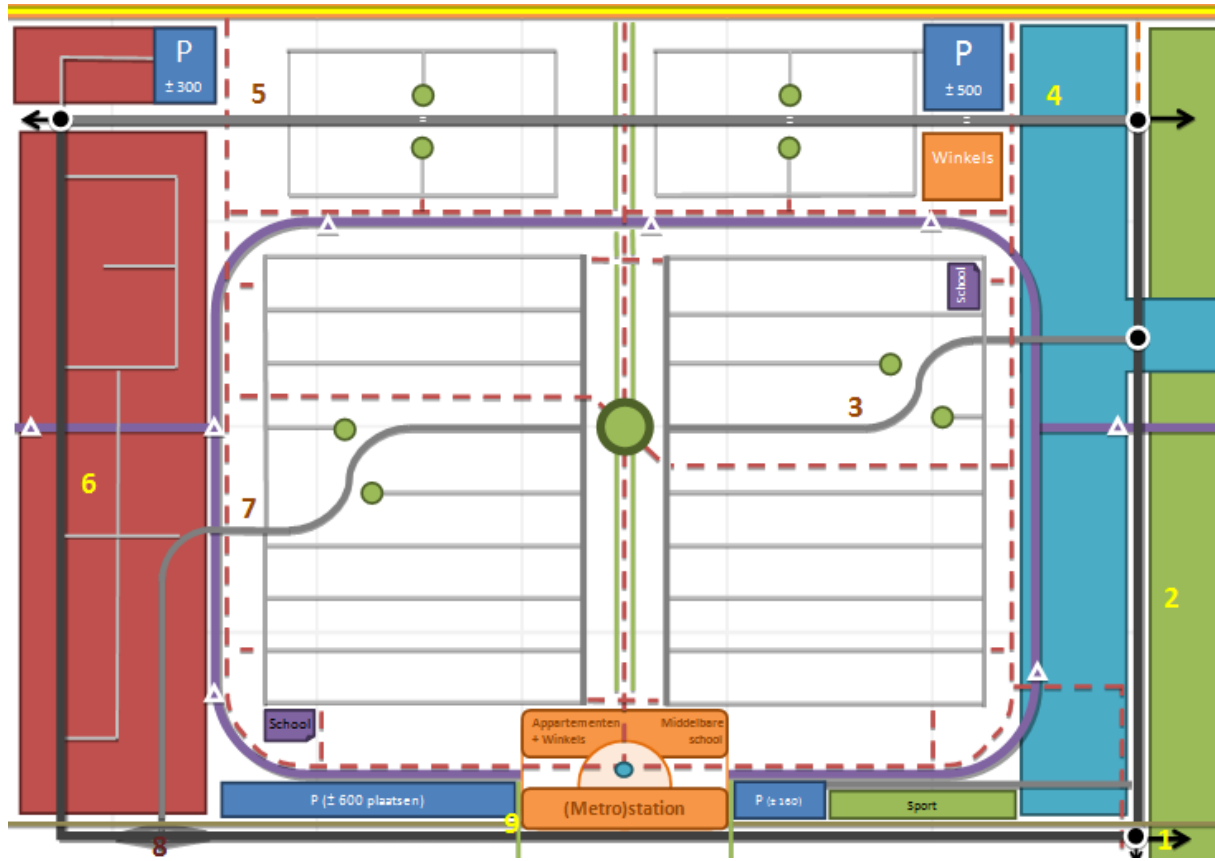 P
± 300
5
P
± 500
4
Winkels
school
3
6
7
2
School
Appartementen
+ Winkels
Middelbare
school
P (± 600 plaatsen)
(Metro)station
P (± 160)
Sport
9
8
1